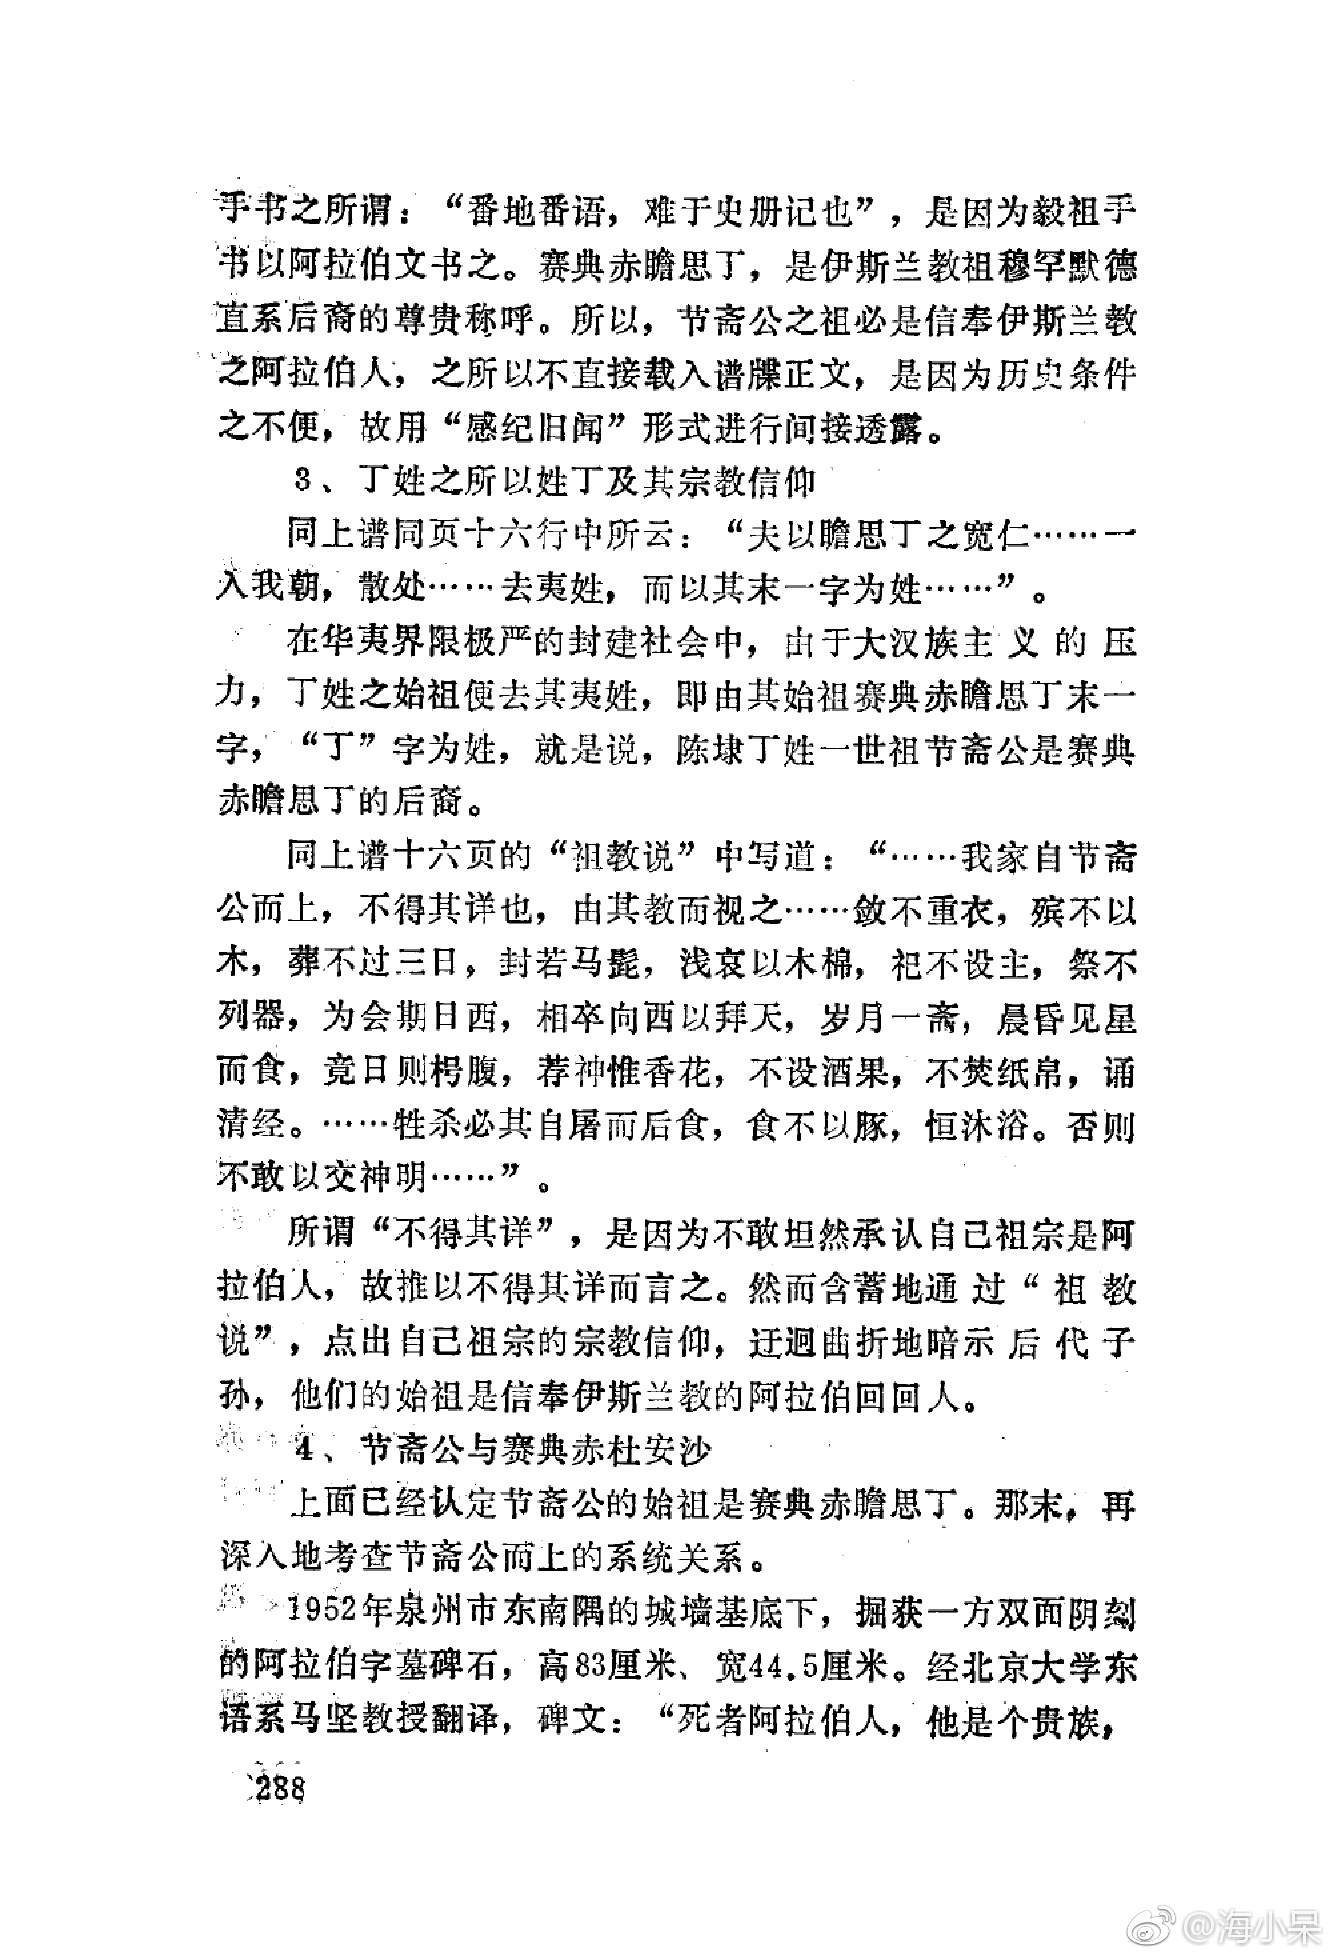 手书之所谓：“番地番语，难于史册记也”，是因为毅祖手
书以阿拉伯文书之。赛典赤瞻思丁，是伊斯兰教祖穆罕默德
直系后裔的尊贵称呼。所以，节斋公之祖必是信奉伊斯兰教
之阿拉伯人，之所以不直接载入谱牒正文，是因为历史条件
之不便，故用“感纪旧闻”形式进行间接透露。
3、丁姓之所以姓丁及其宗教信仰
同上谱同页十六行中所云：“夫以瞻思丁之宽仁……一
入我朝，散处……去夷姓，而以其末一字为姓……”。
在华夷界限极严的封建社会中，由于大汉族主义的压
力，丁姓之始祖便去其夷姓，即由其始祖赛典赤瞻思丁末一
字，“丁”字为姓，就是说，陈埭丁姓一世祖节斋公是赛典
赤瞻思丁的后裔。
同上谱十六页的“祖教说”中写道：“……我家自节斋
公而上，不得其详也，由其教而视之……敛不重衣，殡不以
木，葬不过三日，封若马髭，浅哀以木棉，祀不设主，祭不
列器，为会期日西，相卒向西以拜天，岁月一斋，晨昏见星
而食，竟日则枵腹，荐神惟香花，不设酒果，不焚纸帛，诵
清经。……牲杀必其自屠而后食，食不以豚，恒沐浴。否则
不敢以交神明……”。
所谓“不得其详”，是因为不敢坦然承认自己祖宗是阿
拉伯人，故推以不得其详而言之。然而含蓄地通过“祖教
说”，点出自己祖宗的宗教信仰，迂迴曲折地暗示后代子
孙，他们的始祖是信奉伊斯兰教的阿拉伯回回人。
4、节斋公与赛典赤杜安沙
上面已经认定节斋公的始祖是赛典赤瞻思丁。那末，再
深入地考查节斋公而上的系统关系。
1952年泉州市东南隅的城墙基底下，掘获一方双面阴刻
的阿拉伯字墓碑石，高83厘米、宽44.5厘米。经北京大学东
语系马坚教授翻译，碑文：“死者阿拉伯人，他是个贵族，
288
@海小呆